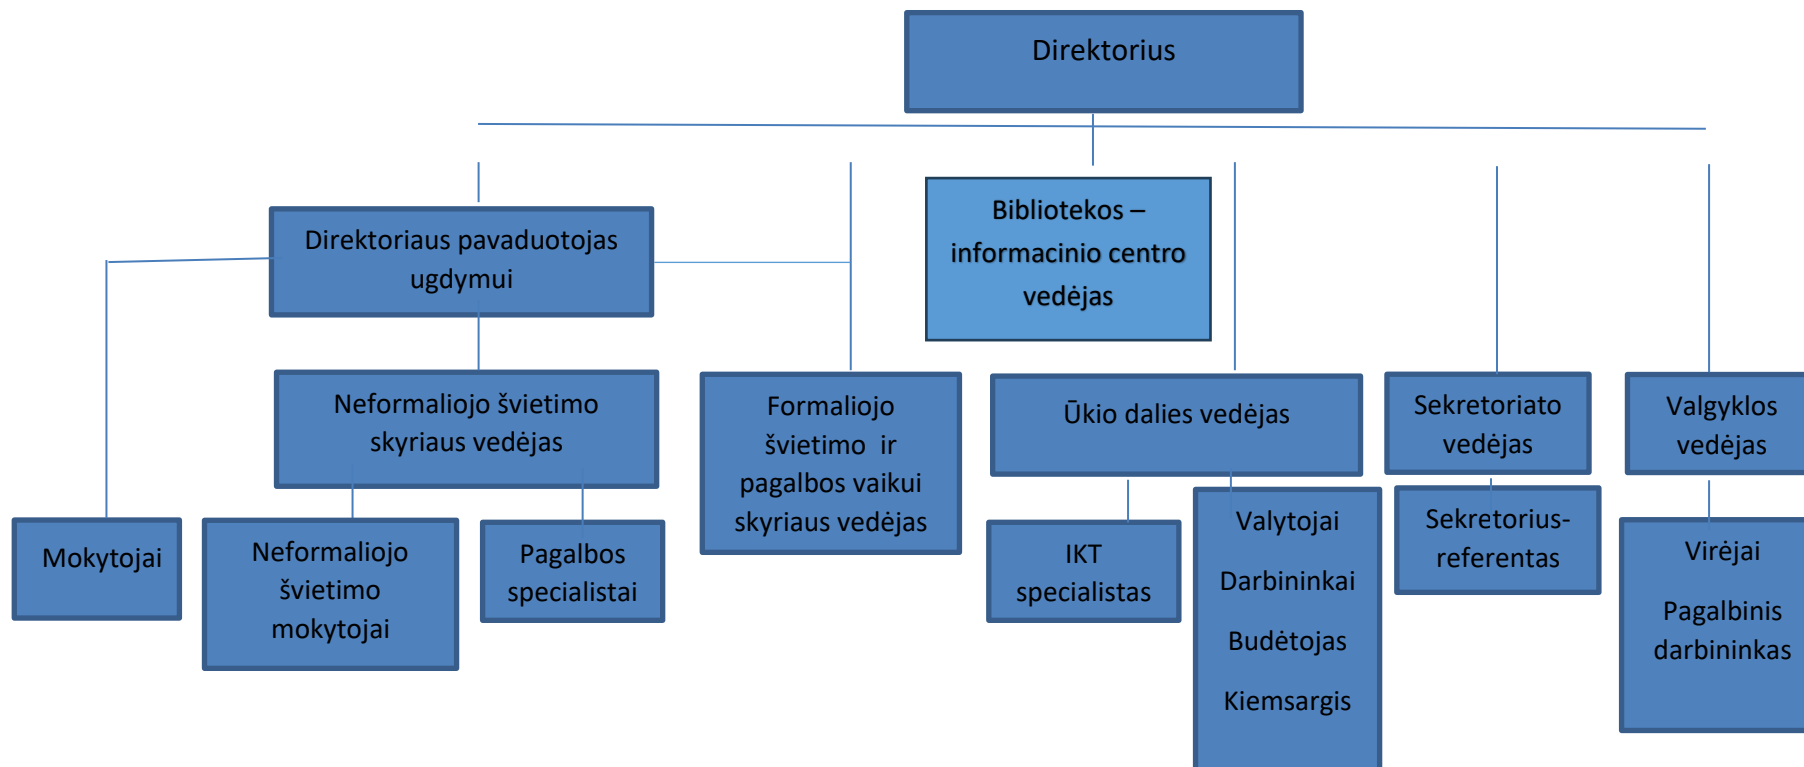 Direktorius
Direktoriaus pavaduotojas
ugdymui
Bibliotekos –
informacinio centro
vedėjas
Neformaliojo švietimo
skyriaus vedėjas
Formaliojo
švietimo ir
pagalbos vaikui
skyriaus vedėjas
Ūkio dalies vedėjas
Sekretoriato
vedėjas
Valgyklos
vedėjas
Mokytojai
Neformaliojo
švietimo
mokytojai
Pagalbos
specialistai
IKT
specialistas
Valytojai
Darbininkai
Budėtojas
Kiemsargis
Sekretorius-
referentas
Virėjai
Pagalbinis
darbininkas